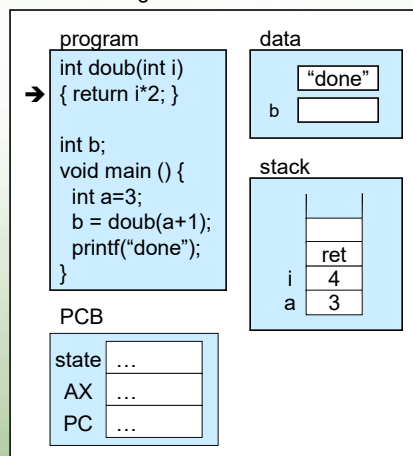 program
int doub(int i)
➔ { return i*2; }
int b;
void main () {
int a=3;
b = doub(a+1);
printf(“done”);
}
data
“done”
b
stack
ret
i 4
a 3
PCB
state ...
AX ...
PC ...